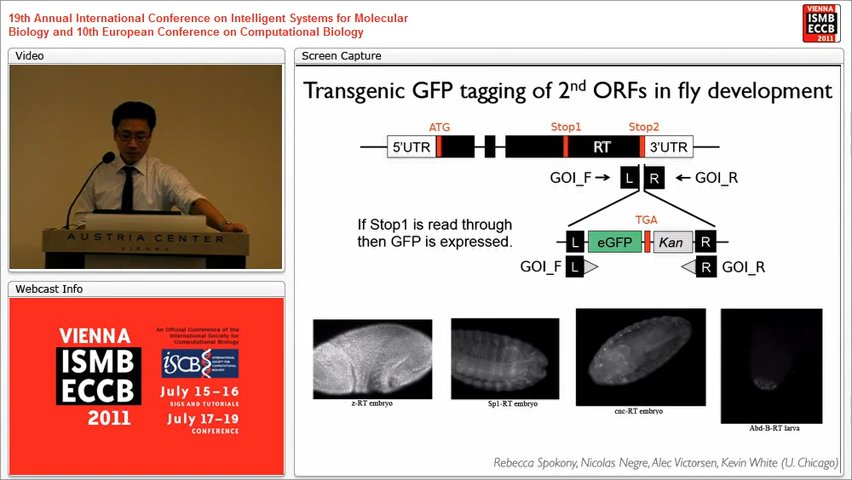 19th Annual International Conference on Intelligent Systems for Molecular
Biology and 10th European Conference on Computational Biology
VIENNA
ISMB
ECCB
2011
Video
AUSTRIA CENTER
VIENNA
Webcast Info
VIENNA
ISMB
ECCB
2011
An Official Conference of the
International Society for
Computational Biology
ISCB
INTERNATIONAL
SOCIETY FOR
COMPUTATIONAL
BIOLOGY
July 15–16
SIGS AND TUTORIALS
July 17–19
CONFERENCE
Screen Capture
Transgenic GFP tagging of 2nd ORFs in fly development
ATG Stop1 Stop2
5'UTR RT 3'UTR
GOI_F L R GOI_R
If Stop1 is read through
then GFP is expressed.
TGA
L eGFP Kan R
GOI_F L R GOI_R
z-RT embryo
Sp1-RT embryo
cnc-RT embryo
Abd-B-RT larva
Rebecca Spokony, Nicolas Negre, Alec Victorsen, Kevin White (U. Chicago)